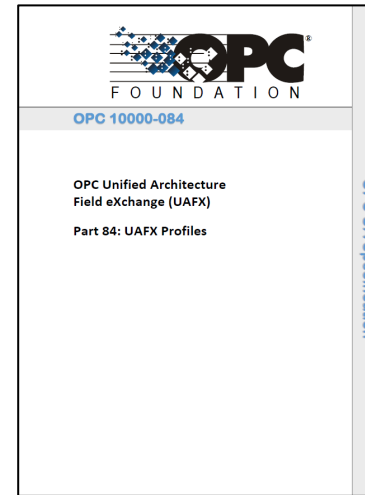 OPC®
FOUNDATION
OPC 10000-084
OPC Unified Architecture
Field eXchange (UAFX)
Part 84: UAFX Profiles